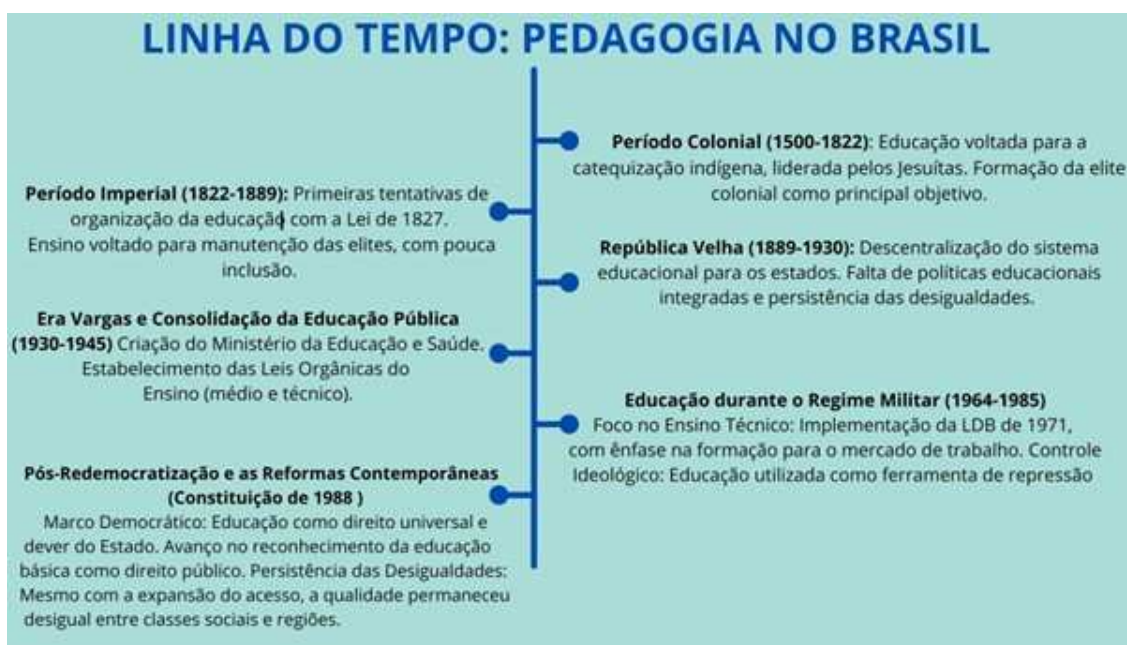 LINHA DO TEMPO: PEDAGOGIA NO BRASIL
Período Colonial (1500-1822): Educação voltada para a
catequização indígena, liderada pelos Jesuítas. Formação da elite
colonial como principal objetivo.
Período Imperial (1822-1889): Primeiras tentativas de
organização da educação com a Lei de 1827.
Ensino voltado para manutenção das elites, com pouca
inclusão.
República Velha (1889-1930): Descentralização do sistema
educacional para os estados. Falta de políticas educacionais
integradas e persistência das desigualdades.
Era Vargas e Consolidação da Educação Pública
(1930-1945) Criação do Ministério da Educação e Saúde.
Estabelecimento das Leis Orgânicas do
Ensino (médio e técnico).
Educação durante o Regime Militar (1964-1985)
Foco no Ensino Técnico: Implementação da LDB de 1971,
com ênfase na formação para o mercado de trabalho. Controle
Ideológico: Educação utilizada como ferramenta de repressão
Pós-Redemocratização e as Reformas Contemporâneas
(Constituição de 1988 )
Marco Democrático: Educação como direito universal e
dever do Estado. Avanço no reconhecimento da educação
básica como direito público. Persistência das Desigualdades:
Mesmo com a expansão do acesso, a qualidade permaneceu
desigual entre classes sociais e regiões.